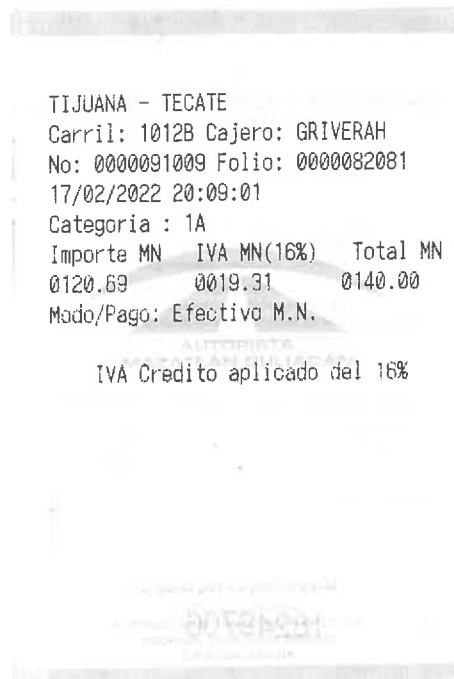 TIJUANA - TECATE
Carril: 1012B Cajero: GRIVERAH
No: 0000091009 Folio: 0000082081
17/02/2022 20:09:01
Categoria : 1A
Importe MN IVA MN(16%) Total MN
0120.69 0019.31 0140.00
Modo/Pago: Efectivo M.N.
AUTOPISTA
MAZATLAN-CULIACAN
IVA Credito aplicado del 16%